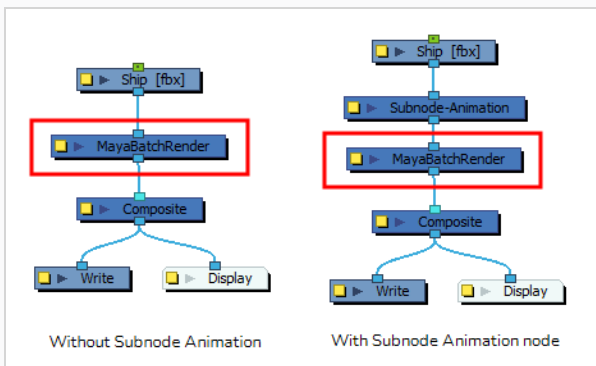 Ship [fbx]
MayaBatchRender
Composite
Write
Display
Without Subnode Animation
Ship [fbx]
Subnode-Animation
MayaBatchRender
Composite
Write
Display
With Subnode Animation node